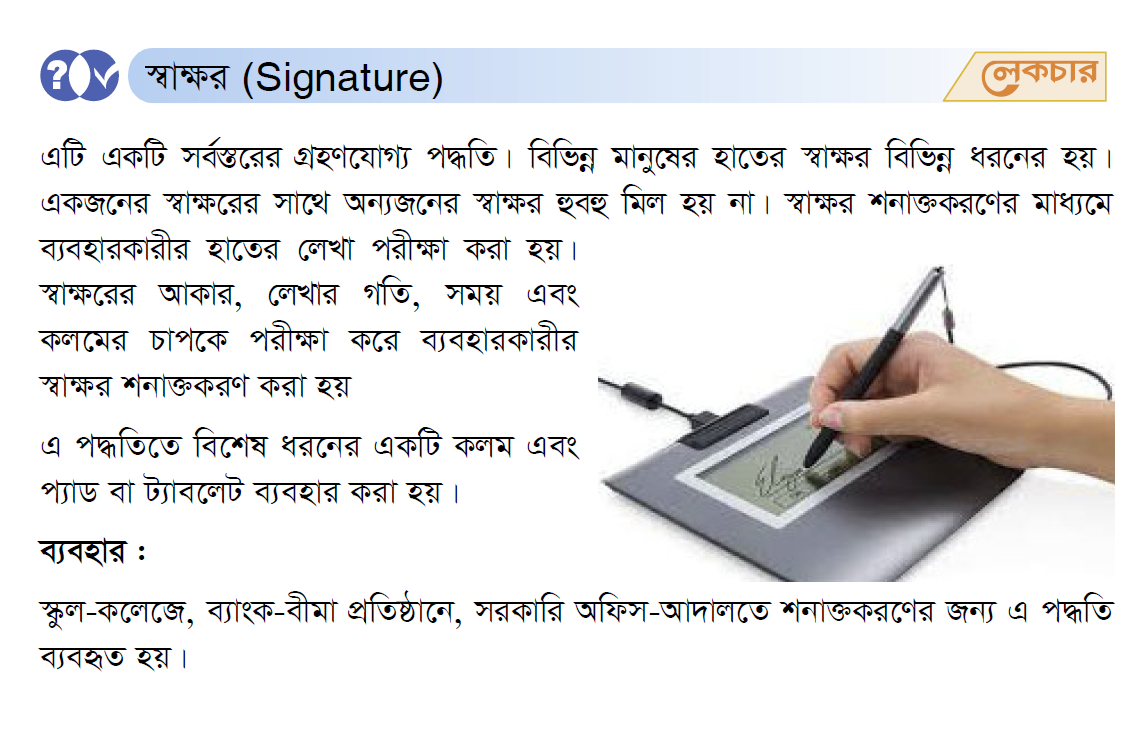 স্বাক্ষর (Signature)
লেকচার
এটি একটি সর্বস্তরের গ্রহণযোগ্য পদ্ধতি। বিভিন্ন মানুষের হাতের স্বাক্ষর বিভিন্ন ধরনের হয়।
একজনের স্বাক্ষরের সাথে অন্যজনের স্বাক্ষর হুবহু মিল হয় না। স্বাক্ষর শনাক্তকরণের মাধ্যমে
ব্যবহারকারীর হাতের লেখা পরীক্ষা করা হয়।
স্বাক্ষরের আকার, লেখার গতি, সময় এবং
কলমের চাপকে পরীক্ষা করে ব্যবহারকারীর
স্বাক্ষর শনাক্তকরণ করা হয়
এ পদ্ধতিতে বিশেষ ধরনের একটি কলম এবং
প্যাড বা ট্যাবলেট ব্যবহার করা হয়।
ব্যবহার :
স্কুল-কলেজে, ব্যাংক-বীমা প্রতিষ্ঠানে, সরকারি অফিস-আদালতে শনাক্তকরণের জন্য এ পদ্ধতি
ব্যবহৃত হয়।